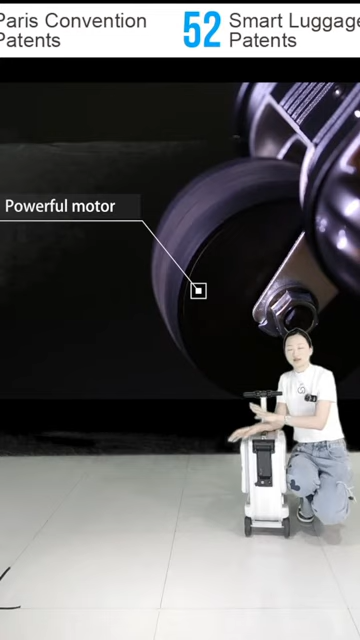 Paris Convention
Patents
52 Smart Luggage
Patents
Powerful motor